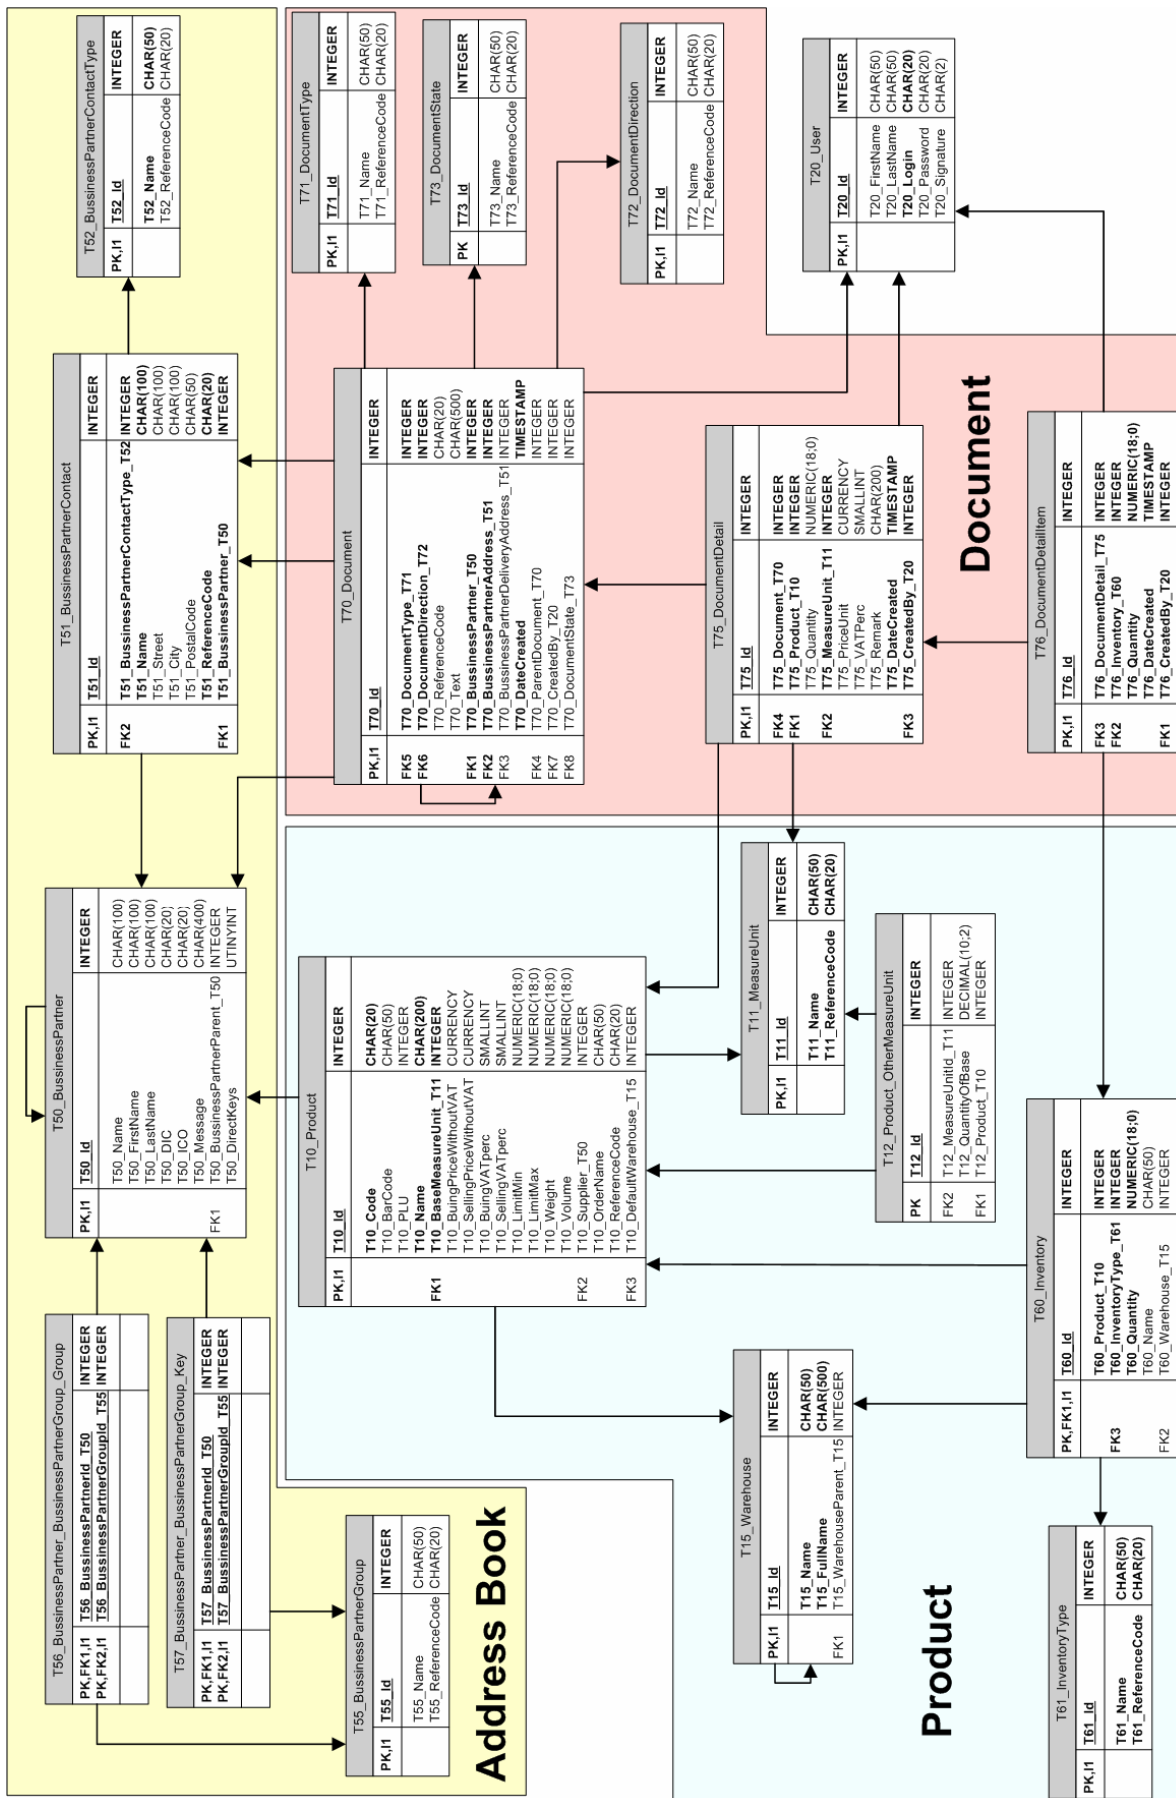 T56_BussinessPartner_BussinessPartnerGroup_Group
PK,FK1,I1 T56_BussinessPartnerId_T50 INTEGER
PK,FK2,I1 T56_BussinessPartnerGroupId_T55 INTEGER
T57_BussinessPartner_BussinessPartnerGroup_Key
PK,FK1,I1 T57_BussinessPartnerId_T50 INTEGER
PK,FK2,I1 T57_BussinessPartnerGroupId_T55 INTEGER
T55_BussinessPartnerGroup
PK,I1 T55_Id INTEGER
T55_Name CHAR(50)
T55_ReferenceCode CHAR(20)
Address Book
T50_BussinessPartner
PK,I1 T50_Id INTEGER
T50_Name CHAR(100)
T50_FirstName CHAR(100)
T50_LastName CHAR(100)
T50_DIC CHAR(20)
T50_ICO CHAR(20)
T50_Message CHAR(400)
FK1 T50_BussinessPartnerParent_T50 INTEGER
T50_DirectKeys UTINYINT
T51_BussinessPartnerContact
PK,I1 T51_Id INTEGER
FK2 T51_BussinessPartnerContactType_T52 INTEGER
T51_Name CHAR(100)
T51_Street CHAR(100)
T51_City CHAR(100)
T51_PostalCode CHAR(50)
T51_ReferenceCode CHAR(20)
FK1 T51_BussinessPartner_T50 INTEGER
T52_BussinessPartnerContactType
PK,I1 T52_Id INTEGER
T52_Name CHAR(50)
T52_ReferenceCode CHAR(20)
T10_Product
PK,I1 T10_Id INTEGER
T10_Code CHAR(20)
T10_BarCode CHAR(50)
T10_PLU INTEGER
T10_Name CHAR(200)
FK1 T10_BaseMeasureUnit_T11 INTEGER
T10_BuingPriceWithoutVAT CURRENCY
T10_SellingPriceWithoutVAT CURRENCY
T10_BuingVATperc SMALLINT
T10_SellingVATperc SMALLINT
T10_LimitMin NUMERIC(18;0)
T10_LimitMax NUMERIC(18;0)
T10_Weight NUMERIC(18;0)
T10_Volume NUMERIC(18;0)
FK2 T10_Supplier_T50 INTEGER
T10_OrderName CHAR(50)
T10_ReferenceCode CHAR(20)
FK3 T10_DefaultWarehouse_T15 INTEGER
T15_Warehouse
PK,I1 T15_Id INTEGER
T15_Name CHAR(50)
T15_FullName CHAR(500)
FK1 T15_WarehouseParent_T15 INTEGER
T11_MeasureUnit
PK,I1 T11_Id INTEGER
T11_Name CHAR(50)
T11_ReferenceCode CHAR(20)
T12_Product_OtherMeasureUnit
PK T12_Id INTEGER
FK2 T12_MeasureUnitId_T11 INTEGER
T12_QuantityOfBase DECIMAL(10;2)
FK1 T12_Product_T10 INTEGER
Product
T61_InventoryType
PK,I1 T61_Id INTEGER
T61_Name CHAR(50)
T61_ReferenceCode CHAR(20)
T60_Inventory
PK,FK1,I1 T60_Id INTEGER
T60_Product_T10 INTEGER
FK3 T60_InventoryType_T61 INTEGER
T60_Quantity NUMERIC(18;0)
T60_Name CHAR(50)
FK2 T60_Warehouse_T15 INTEGER
T70_Document
PK,I1 T70_Id INTEGER
FK5 T70_DocumentType_T71 INTEGER
FK6 T70_DocumentDirection_T72 INTEGER
T70_ReferenceCode CHAR(20)
T70_Text CHAR(500)
FK1 T70_BussinessPartner_T50 INTEGER
FK2 T70_BussinessPartnerAddress_T51 INTEGER
FK3 T70_BussinessPartnerDeliveryAddress_T51 INTEGER
T70_DateCreated TIMESTAMP
FK4 T70_ParentDocument_T70 INTEGER
FK7 T70_CreatedBy_T20 INTEGER
FK8 T70_DocumentState_T73 INTEGER
T71_DocumentType
PK,I1 T71_Id INTEGER
T71_Name CHAR(50)
T71_ReferenceCode CHAR(20)
T73_DocumentState
PK T73_Id INTEGER
T73_Name CHAR(50)
T73_ReferenceCode CHAR(20)
T72_DocumentDirection
PK,I1 T72_Id INTEGER
T72_Name CHAR(50)
T72_ReferenceCode CHAR(20)
T20_User
PK,I1 T20_Id INTEGER
T20_FirstName CHAR(50)
T20_LastName CHAR(50)
T20_Login CHAR(20)
T20_Password CHAR(20)
T20_Signature CHAR(2)
T75_DocumentDetail
PK,I1 T75_Id INTEGER
FK4 T75_Document_T70 INTEGER
FK1 T75_Product_T10 INTEGER
T75_Quantity NUMERIC(18;0)
FK2 T75_MeasureUnit_T11 INTEGER
T75_PriceUnit CURRENCY
T75_VATPerc SMALLINT
T75_Remark CHAR(200)
T75_DateCreated TIMESTAMP
FK3 T75_CreatedBy_T20 INTEGER
Document
T76_DocumentDetailItem
PK,I1 T76_Id INTEGER
FK3 T76_DocumentDetail_T75 INTEGER
FK2 T76_Inventory_T60 INTEGER
T76_Quantity NUMERIC(18;0)
T76_DateCreated TIMESTAMP
FK1 T76_CreatedBy_T20 INTEGER